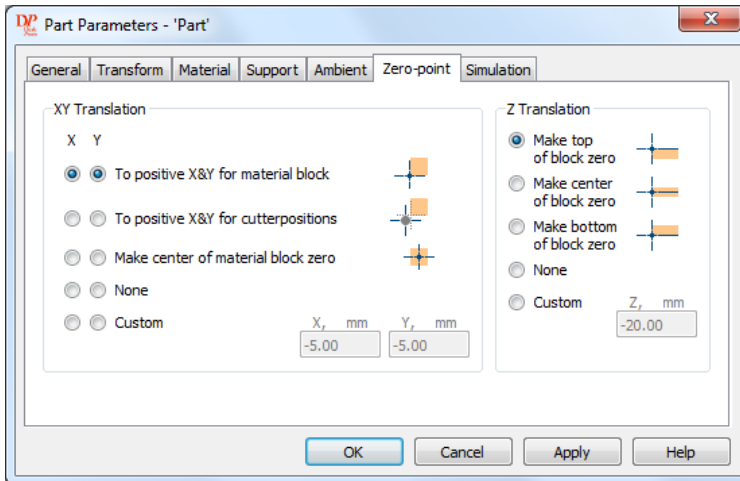 DP
Part Parameters - 'Part'
General Transform Material Support Ambient Zero-point Simulation
XY Translation
X Y
To positive X&Y for material block
To positive X&Y for cutterpositions
Make center of material block zero
None
Custom
X, mm Y, mm
-5.00 -5.00
Z Translation
Make top
of block zero
Make center
of block zero
Make bottom
of block zero
None
Custom Z, mm
-20.00
OK Cancel Apply Help